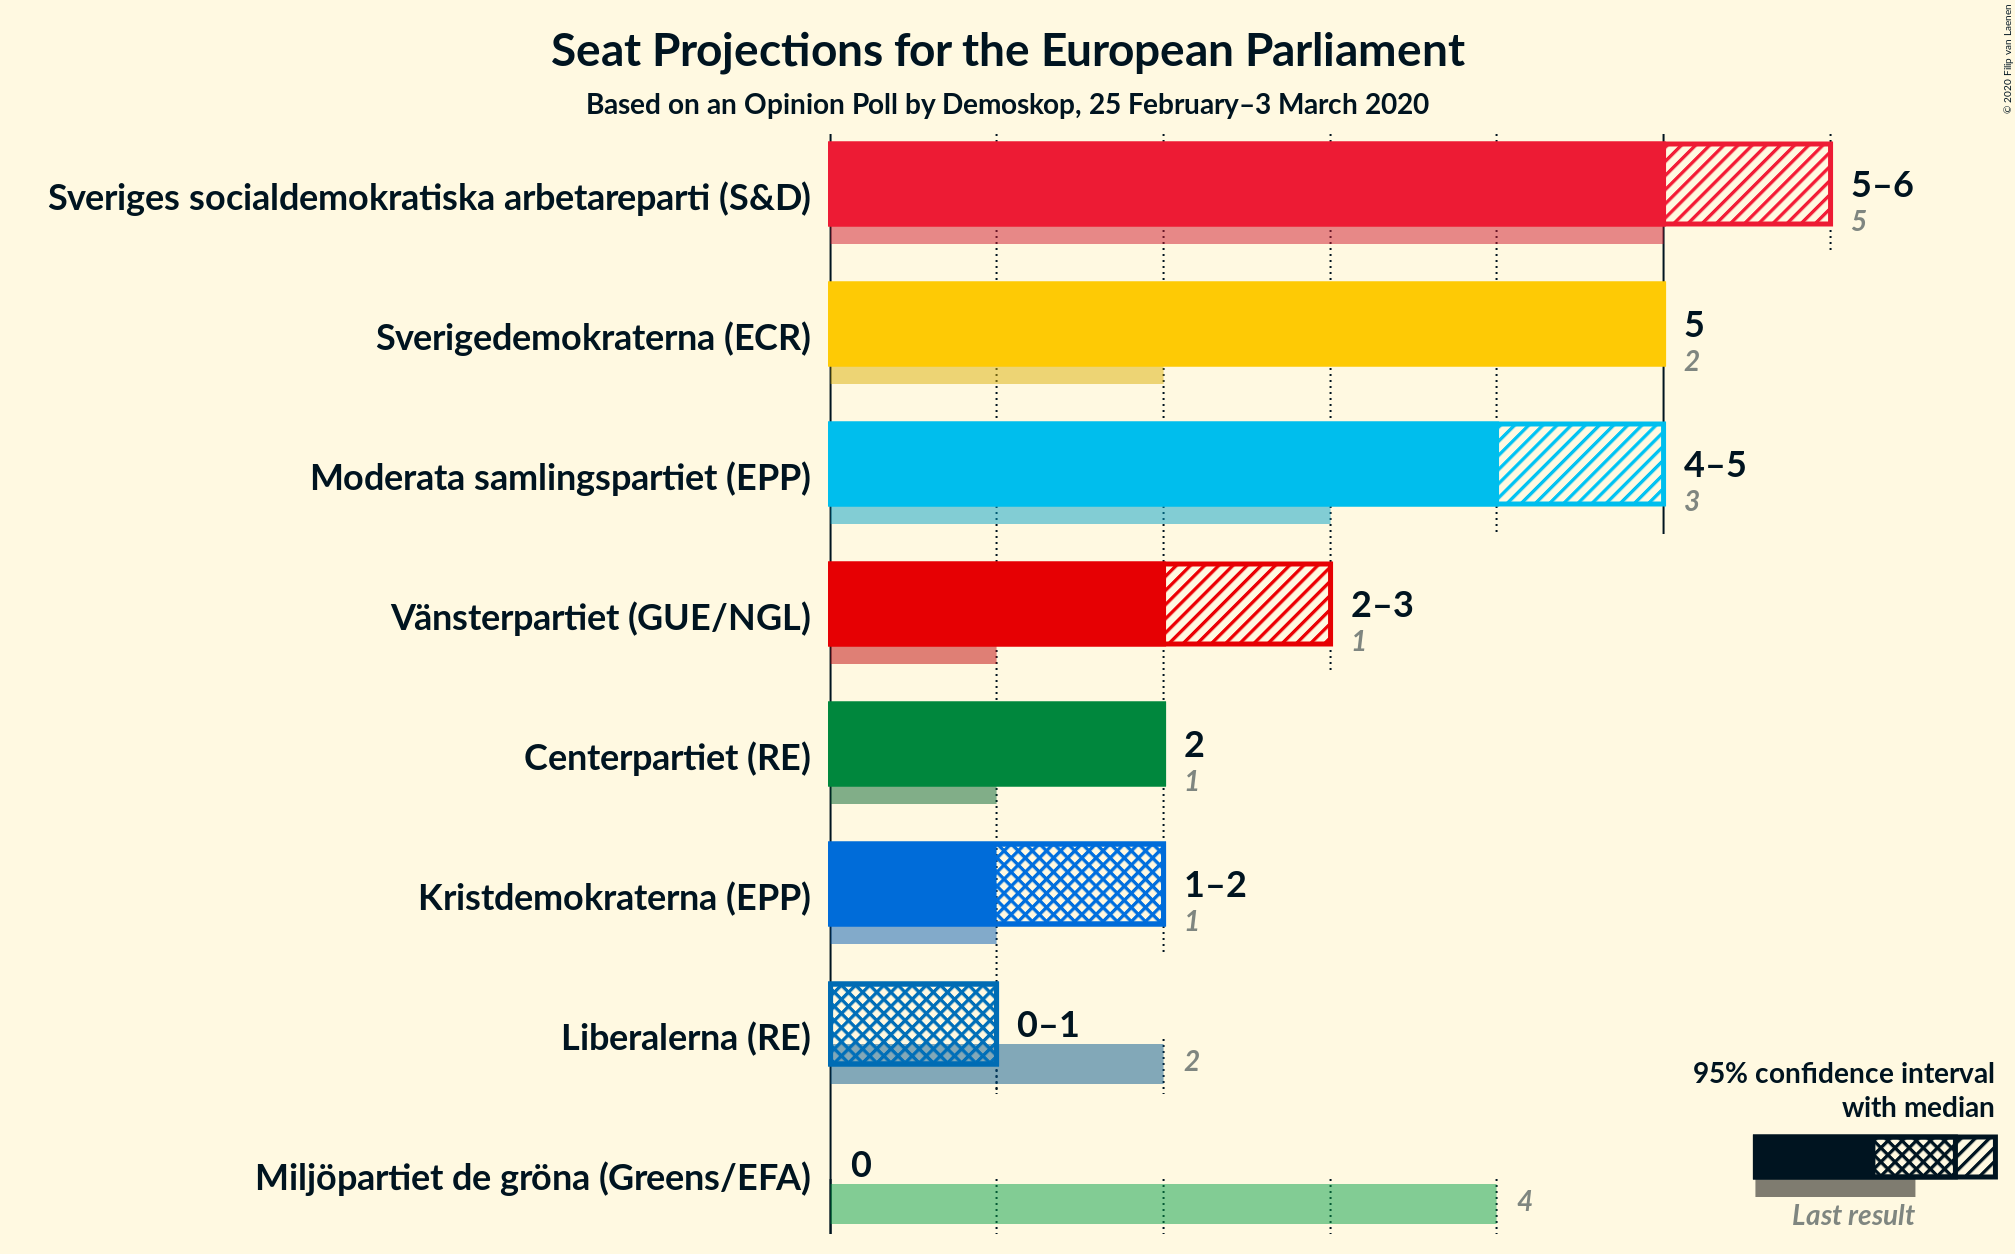 Seat Projections for the European Parliament
Based on an Opinion Poll by Demoskop, 25 February–3 March 2020
© 2020 Filip van Laenen
Sveriges socialdemokratiska arbetareparti (S&D)
5–6
5
Sverigedemokraterna (ECR)
5
2
Moderata samlingspartiet (EPP)
4–5
3
Vänsterpartiet (GUE/NGL)
2–3
1
Centerpartiet (RE)
2
1
Kristdemokraterna (EPP)
1–2
1
Liberalerna (RE)
0–1
2
Miljöpartiet de gröna (Greens/EFA)
0
4
95% confidence interval
with median
Last result